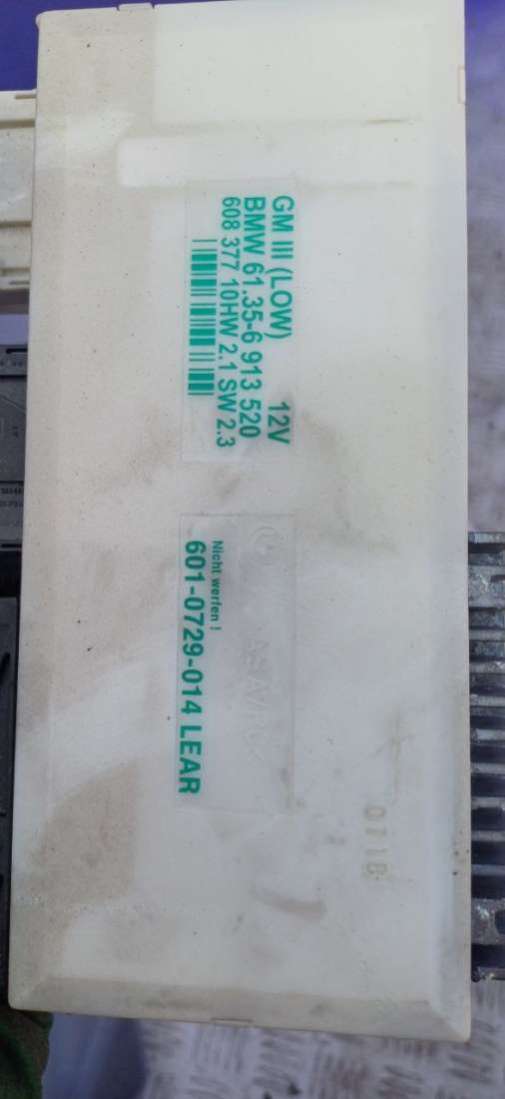 GM III (LOW) 12V
BMW 61.35-6 913 520
608 377 10HW 2.1 SW 2.3
Nicht werfen !
601-0729-014 LEAR